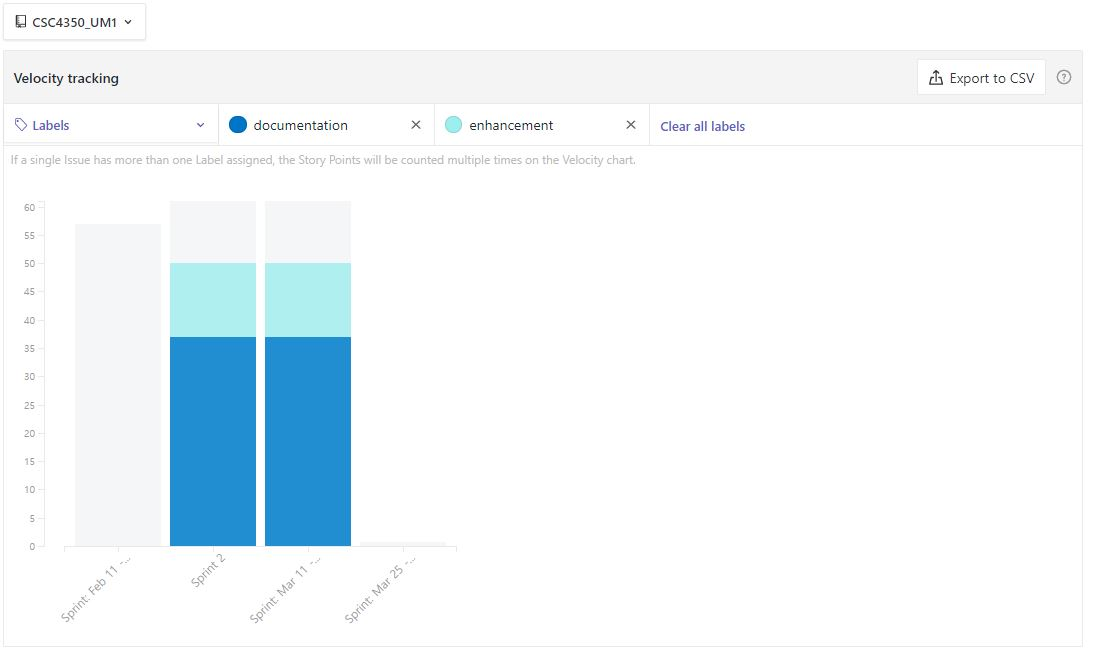 CSC4350_UM1
Velocity tracking
Export to CSV
?
Labels
documentation
enhancement
Clear all labels
If a single Issue has more than one Label assigned, the Story Points will be counted multiple times on the Velocity chart.
60
55
50
45
40
35
30
25
20
15
10
5
0
Sprint: Feb 11 -...
Sprint 2
Sprint: Mar 11 -...
Sprint: Mar 25 -...